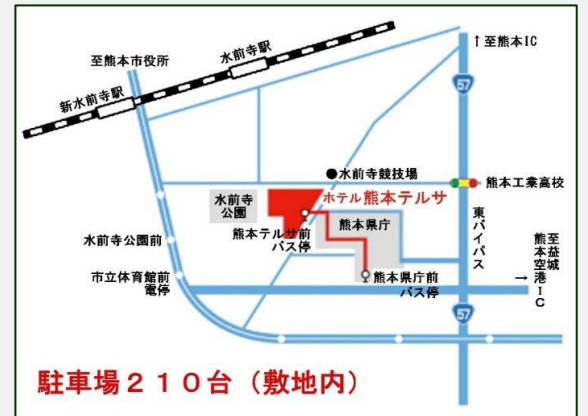 至熊本市役所
水前寺駅
新水前寺駅
↑至熊本IC
57
●水前寺競技場
熊本工業高校
水前寺
公園
ホテル熊本テルサ
熊本県庁
熊本テルサ前
バス停
水前寺公園前
市立体育館前
電停
熊本県庁前
バス停
東バイパス
至益城
熊本空港IC
→
57
駐車場210台(敷地内)